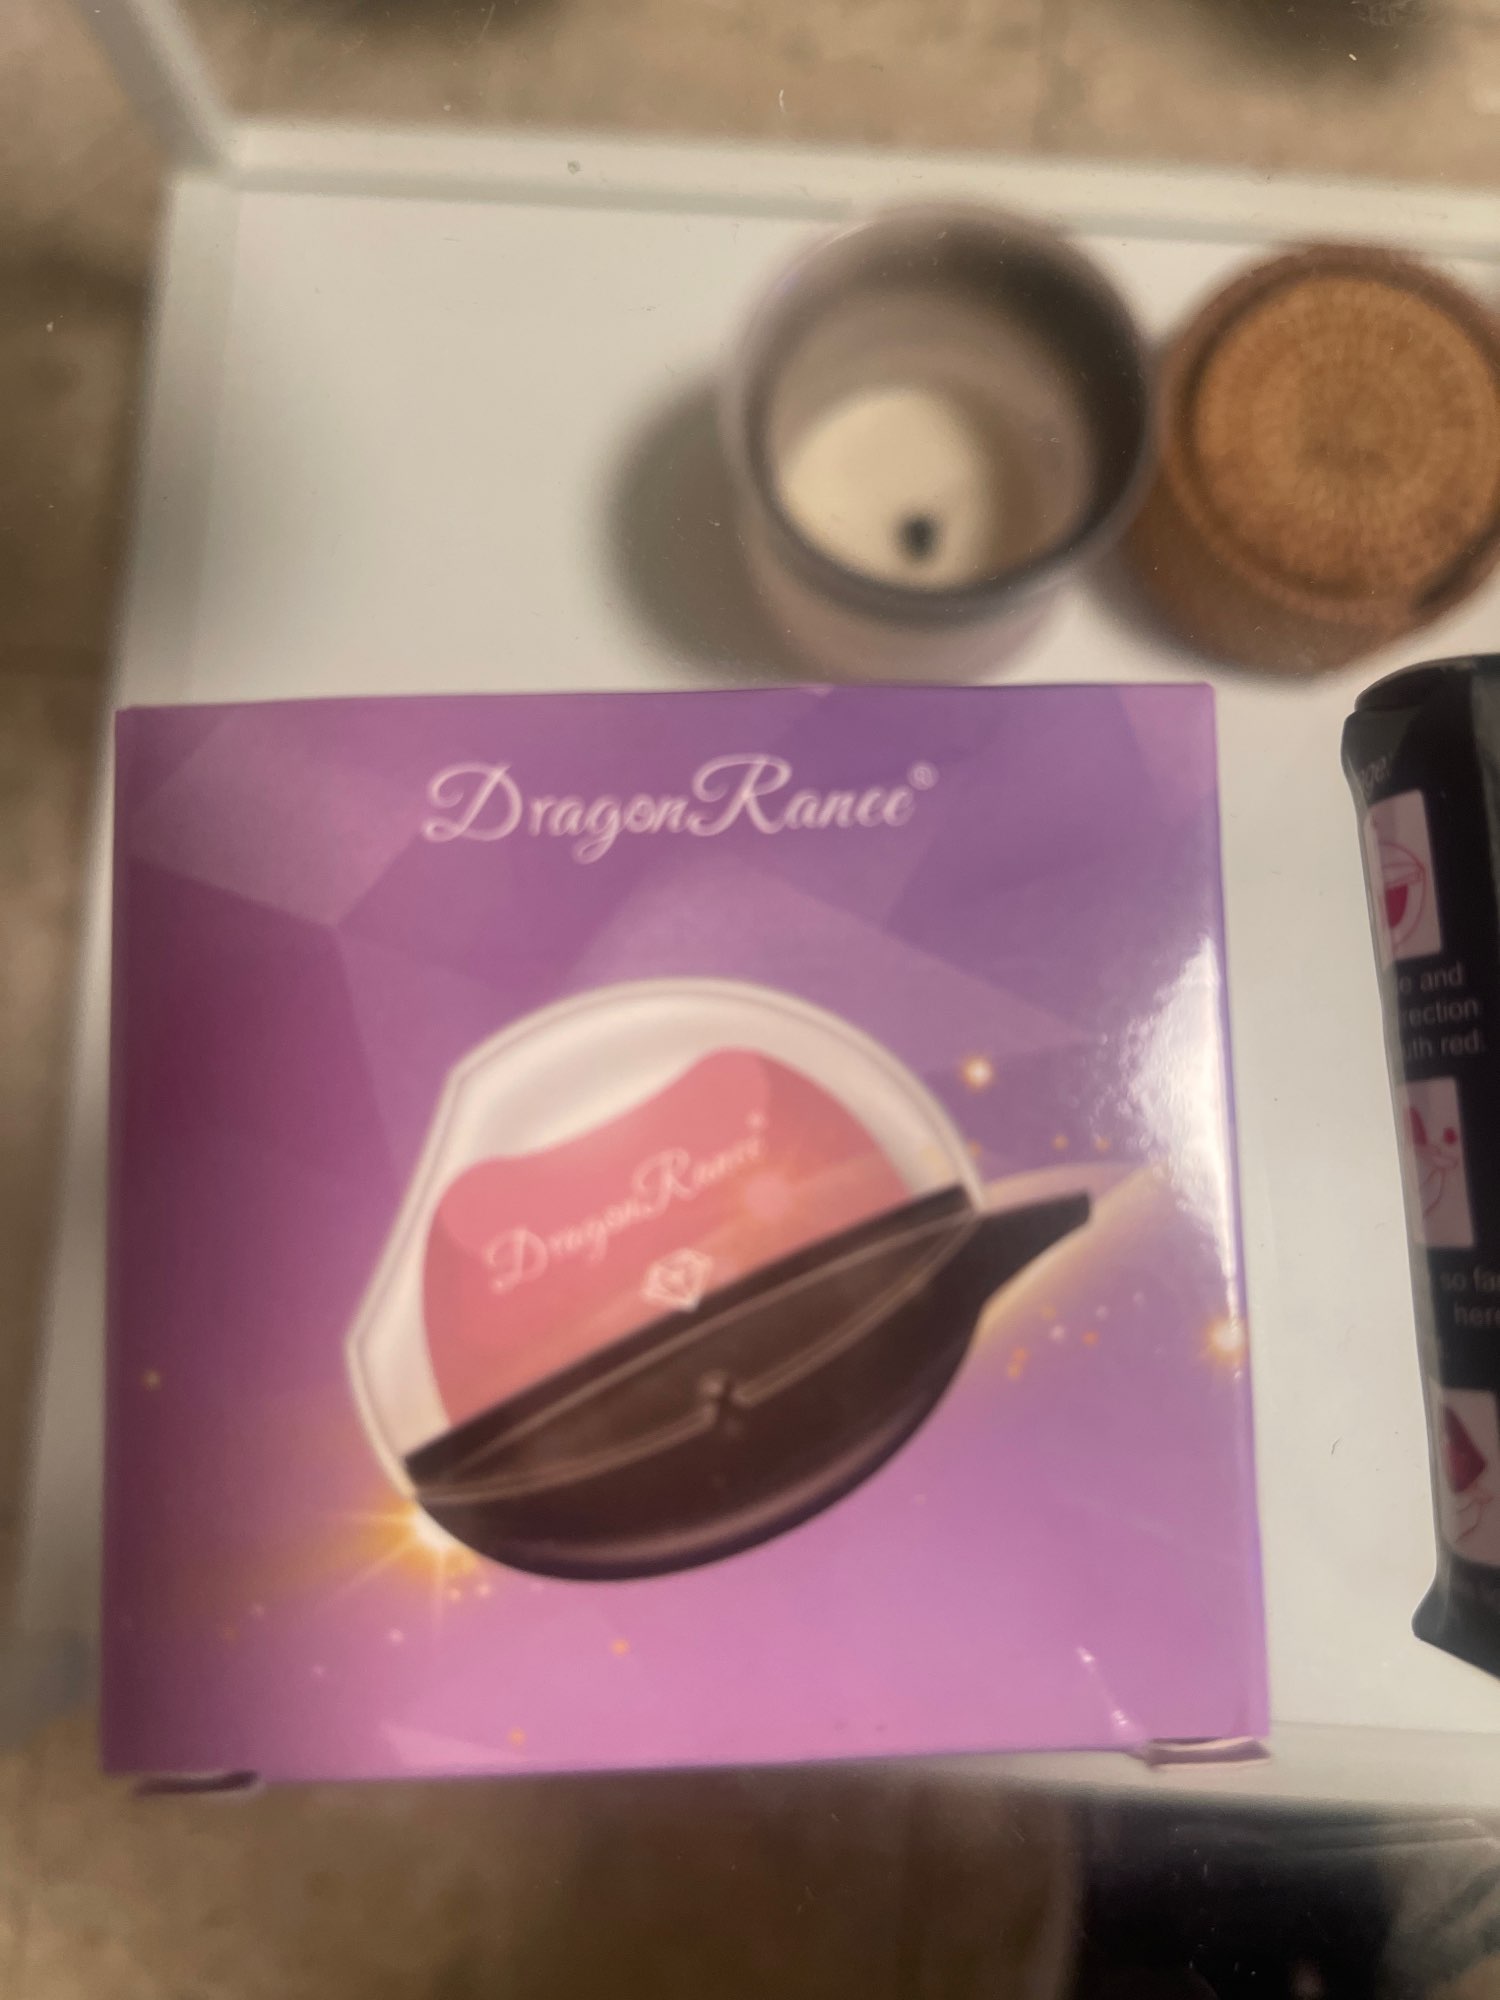 DragonRanee®
DragonRanee®
e and
rection
uth red.
so fa
here